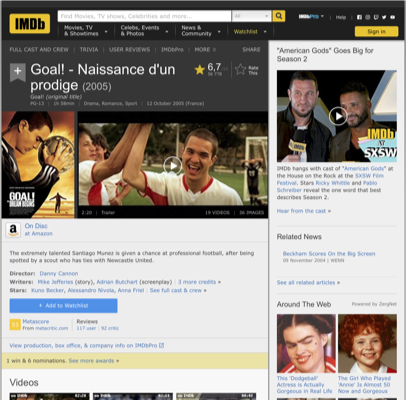 IMDb
Find Movies, TV shows, Celebrities and more...
All
IMDbPro
Help
Movies, TV
& Showtimes
Celebs, Events
& Photos
News &
Community
Watchlist
Sign in
FULL CAST AND CREW | TRIVIA | USER REVIEWS | IMDbPro | MORE
SHARE
Goal! - Naissance d'un
prodige (2005)
Goal! (original title)
PG-13 | 1h 58min | Drama, Romance, Sport | 12 October 2005 (France)
6,7
Rate
This
GOAL!
2:20 | Trailer
19 VIDEOS | 36 IMAGES
On Disc
at Amazon
The extremely talented Santiago Munez is given a chance at professional football, after being
spotted by a scout who has ties with Newcastle United.
Director: Danny Cannon
Writers: Mike Jefferies (story), Adrian Butchart (screenplay) | 3 more credits »
Stars: Kuno Becker, Alessandro Nivola, Anna Friel | See full cast & crew »
+ Add to Watchlist
Metascore
From metacritic.com
Reviews
117 user | 92 critic
View production, box office, & company info on IMDbPro
1 win & 6 nominations. See more awards »
Videos
"American Gods" Goes Big for
Season 2
IMDb
AT
SXSW
IMDb hangs with cast of "American Gods" at
the House on the Rock at the SXSW Film
Festival. Stars Ricky Whittle and Pablo
Schreiber reveal the one word that best
describes Season 2.
Hear from the cast »
Related News
Beckham Scores On the Big Screen
09 November 2004 | WENN
See all related articles »
Around The Web
Powered by ZergNet
This 'Dodgeball'
Actress is Actually
Gorgeous in Real Life
The Girl Who Played
'Annie' Is Almost 50
Now and Gorgeous